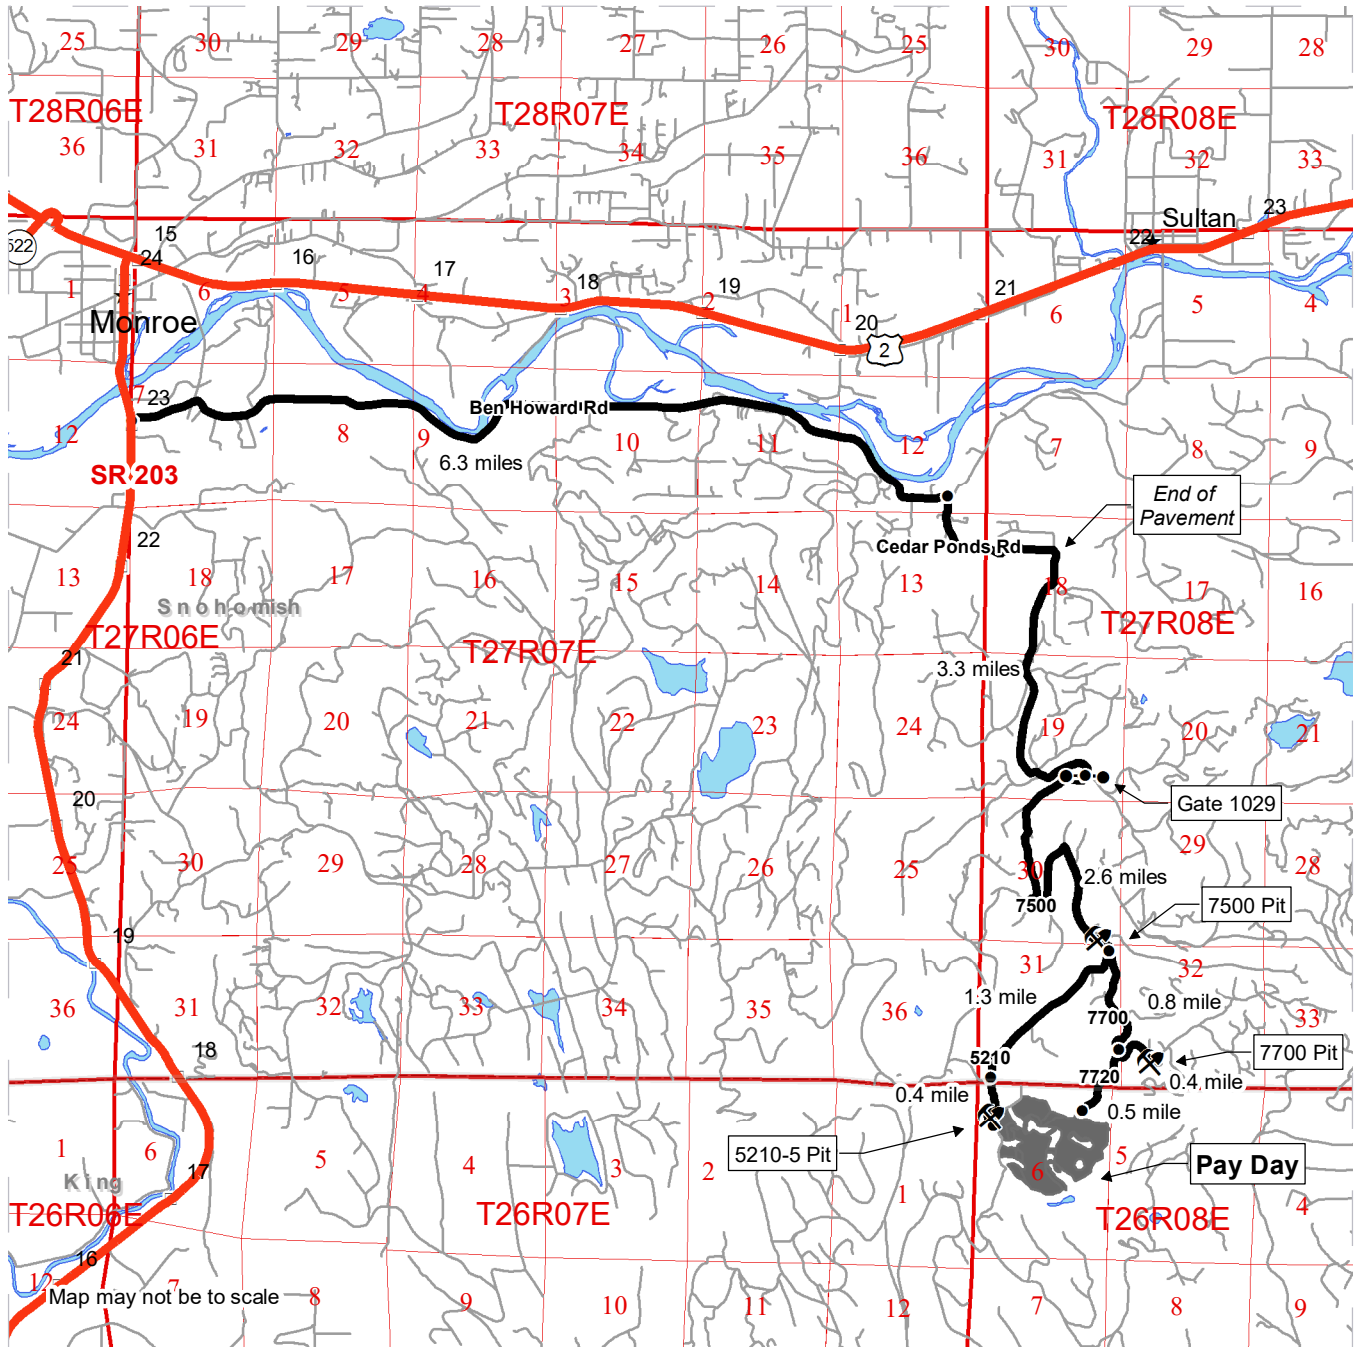 25 30 29 28 27 26 25 30 29 28
T28R06E T28R07E T28R08E
36 31 32 33 34 35 36 31 32 33
522 15 Sultan 23
24 16 17 18 19 20 21 22
1 6 5 4 3 2 1 6 5 4
Monroe
2
7 23
Ben Howard Rd
12 8 9 10 11 12 7 8 9
6.3 miles
SR 203
End of
Pavement
22
Cedar Ponds Rd
13 18 17 16 15 14 13 18 17 16
Snohomish
T27R06E T27R07E T27R08E
21
3.3 miles
24 19 20 21 22 23 24 19 20 21
20
Gate 1029
25 30 29 28 27 26 25 30 29 28
2.6 miles
7500
7500 Pit
19
31 32
1.3 mile
0.8 mile
36 31 32 33 34 35 36 33
7700
18
5210
7700 Pit
7720
0.4 mile
0.4 mile
0.5 mile
5210-5 Pit
1 6 5 4 3 2 1 6 5 4
Pay Day
King
17
T26R06E T26R07E T26R08E
16
12 7 8 9 10 11 12 7 8 9
Map may not be to scale